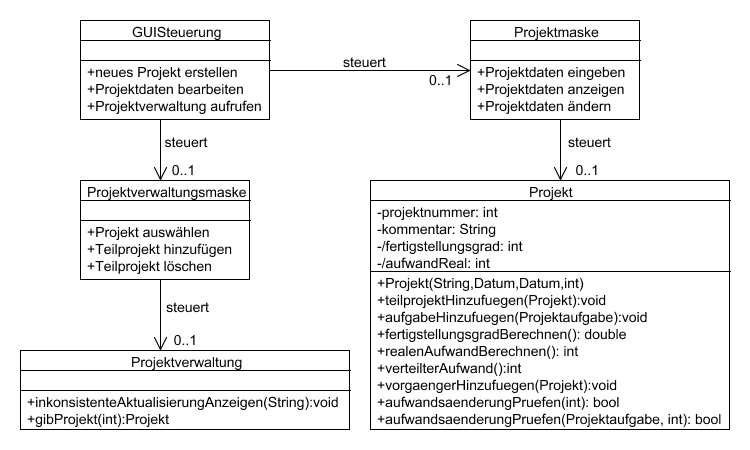 GUISteuerung
+neues Projekt erstellen
+Projektdaten bearbeiten
+Projektverwaltung aufrufen
steuert
0..1
Projektmaske
+Projektdaten eingeben
+Projektdaten anzeigen
+Projektdaten ändern
steuert
0..1
Projektverwaltungsmaske
+Projekt auswählen
+Teilprojekt hinzufügen
+Teilprojekt löschen
steuert
0..1
Projektverwaltung
+inkonsistenteAktualisierungAnzeigen(String):void
+gibProjekt(int):Projekt
steuert
0..1
Projekt
-projektnummer: int
-kommentar: String
-/fertigstellungsgrad: int
-/aufwandReal: int
+Projekt(String,Datum,Datum,int)
+teilprojektHinzufuegen(Projekt):void
+aufgabeHinzufuegen(Projektaufgabe):void
+fertigstellungsgradBerechnen(): double
+realenAufwandBerechnen(): int
+verteilterAufwand():int
+vorgaengerHinzufuegen(Projekt):void
+aufwandsaenderungPruefen(int): bool
+aufwandsaenderungPruefen(Projektaufgabe, int): bool